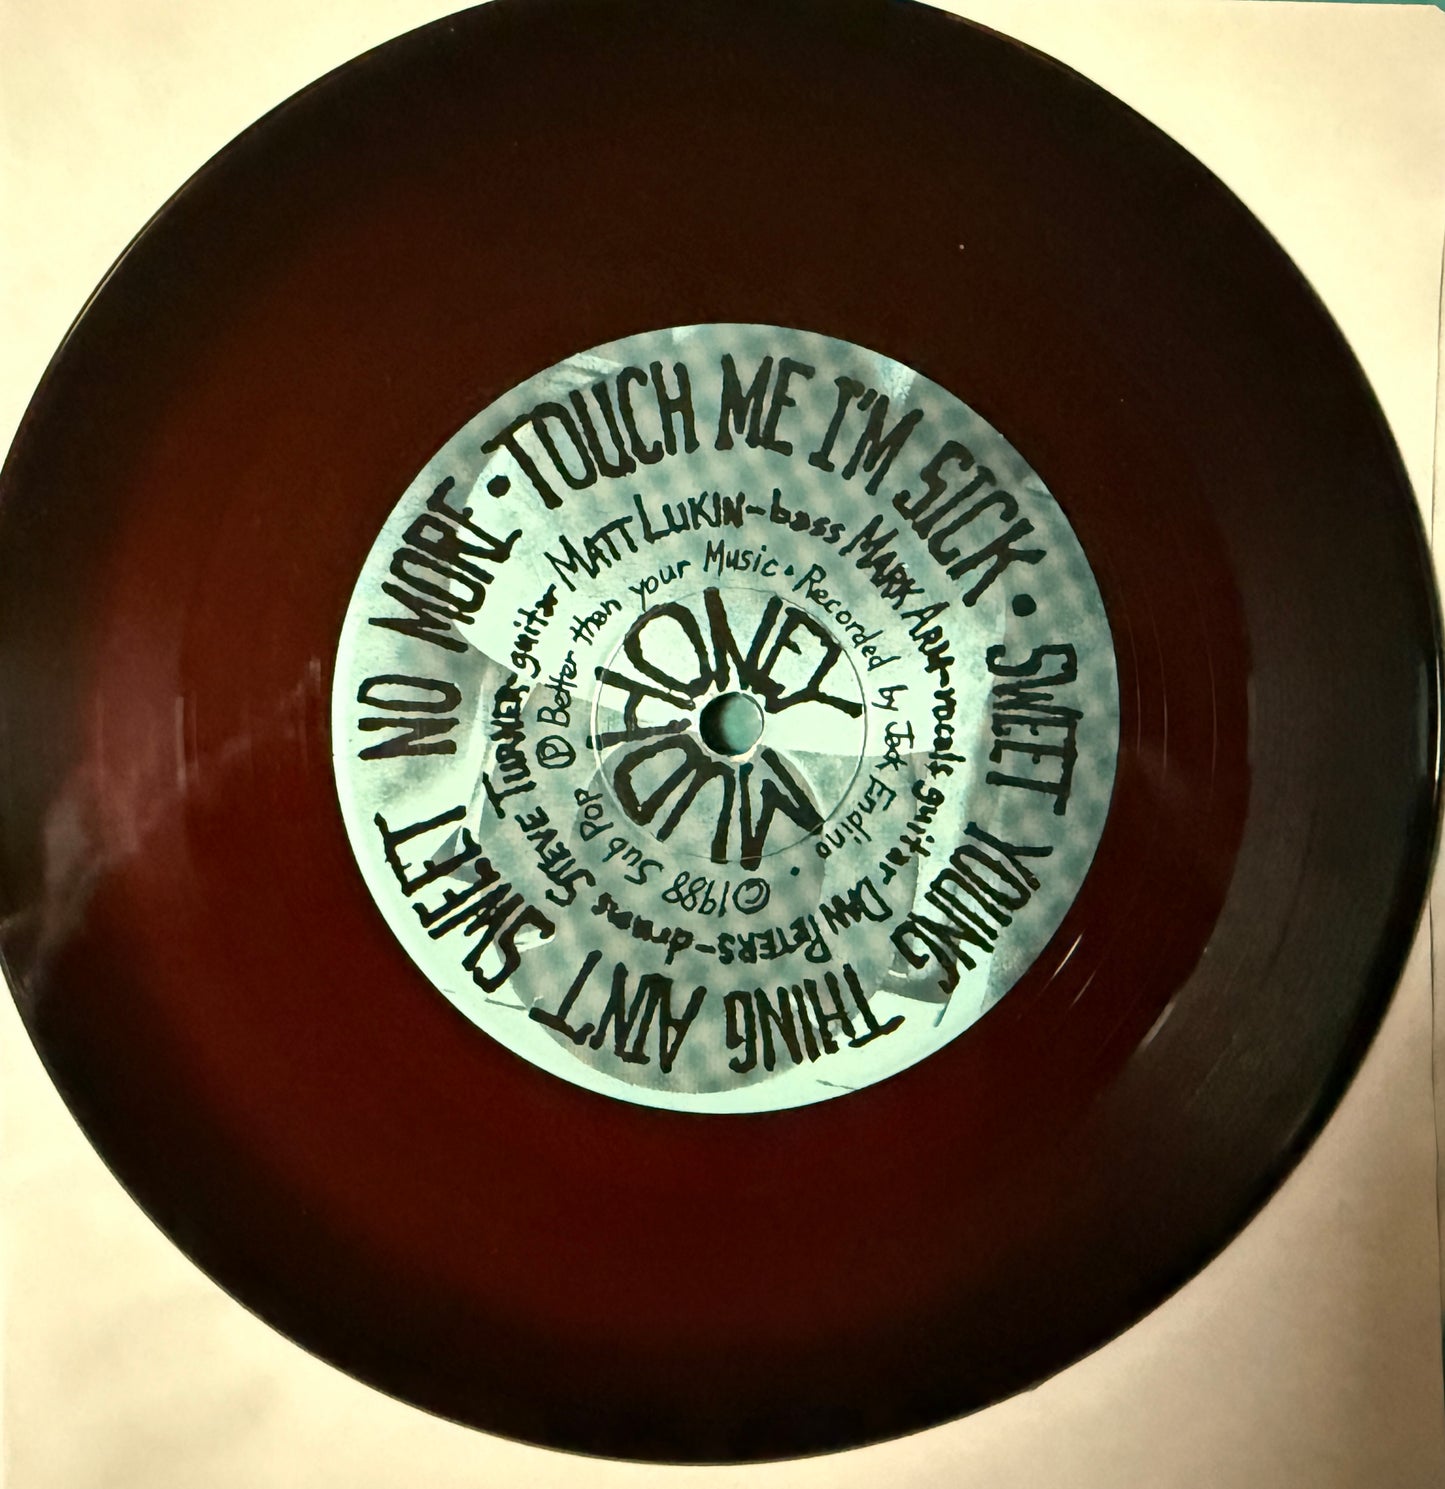 TOUCH ME I'M SICK • SWEET YOUNG THING AIN'T SWEET NO MORE •
MATT LUKIN-bass MARK ARM-vocals guitar DAN PETERS-drums STEVE TURNER guitar
Ⓟ Better than your Music • Recorded by Jack Endino • ©1988 Sub Pop
MUDHONEY